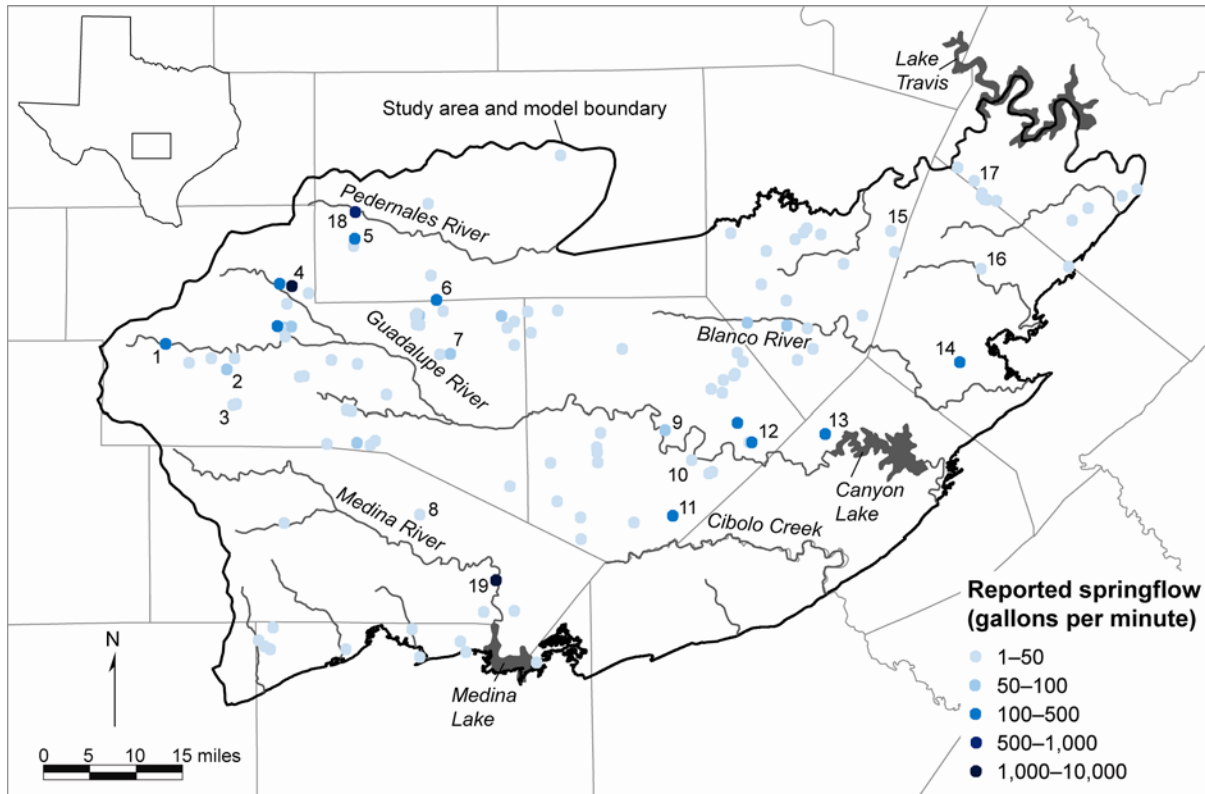 Lake
Travis
Study area and model boundary
17
Pedernales River
18
5
15
16
4
6
Guadalupe River
7
Blanco River
1
2
14
3
9
12
13
10
Canyon
Lake
Medina River
8
11
Cibolo Creek
19
Reported springflow
(gallons per minute)
N
1–50
50–100
Medina
Lake
100–500
500–1,000
0 5 10 15 miles
1,000–10,000